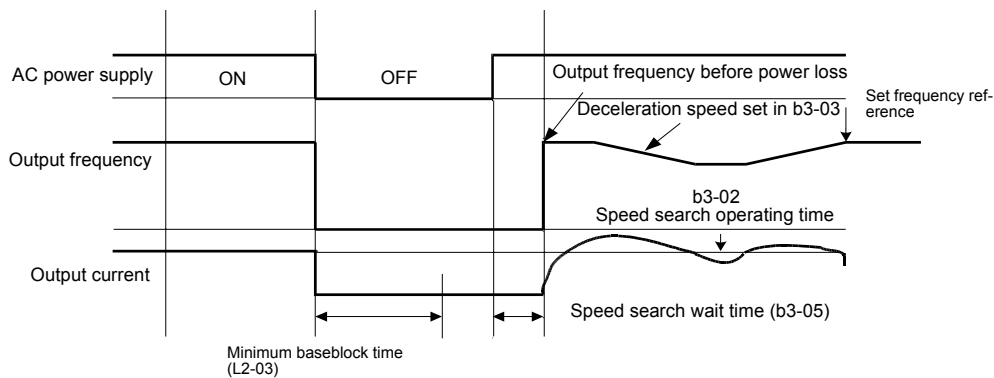 AC power supply
ON
OFF
Output frequency before power loss
Deceleration speed set in b3-03
Set frequency ref-
erence
Output frequency
b3-02
Speed search operating time
Output current
Speed search wait time (b3-05)
Minimum baseblock time
(L2-03)